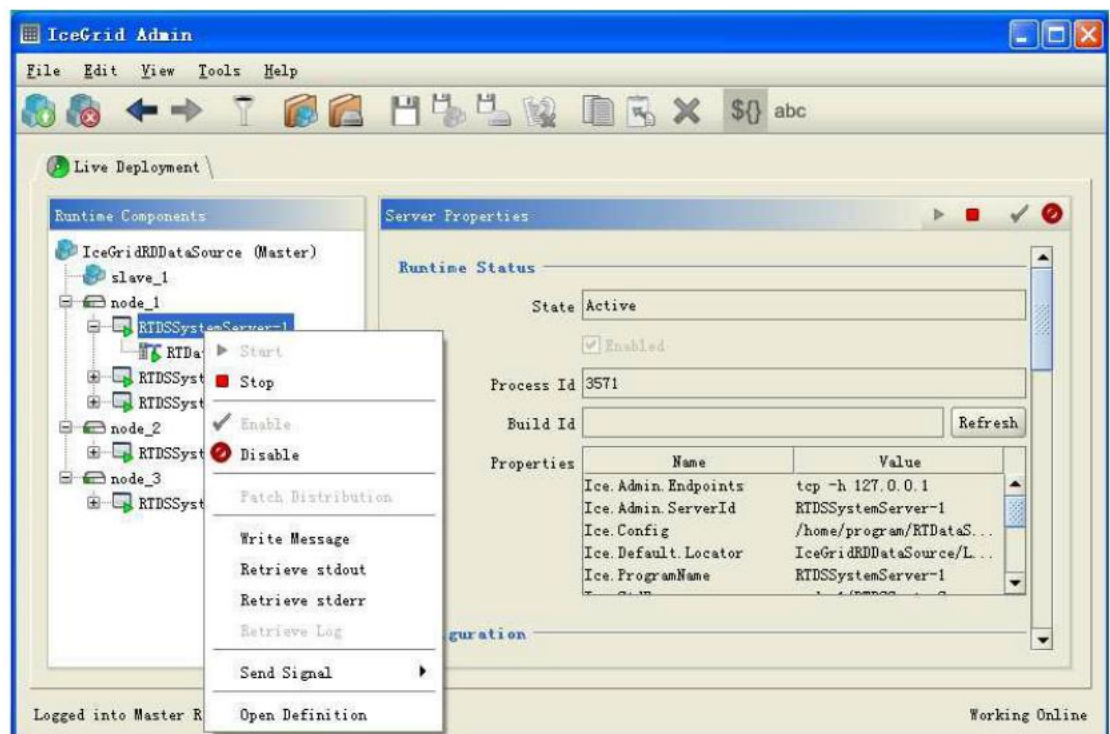 IceGrid Admin
File Edit View Tools Help
${} abc
Live Deployment
Runtime Components
IceGridRDDataSource (Master)
slave_1
node_1
RTDSSystemServer-1
RTDa
RTDSSyst
RTDSSyst
node_2
RTDSSyst
node_3
RTDSSyst
Start
Stop
Enable
Disable
Patch Distribution
Write Message
Retrieve stdout
Retrieve stderr
Retrieve Log
Send Signal
Open Definition
Server Properties
Runtime Status
State Active
Enabled
Process Id 3571
Build Id Refresh
Properties Name Value
Ice.Admin.Endpoints tcp -h 127.0.0.1
Ice.Admin.ServerId RTDSSystemServer-1
Ice.Config /home/program/RTDataS...
Ice.Default.Locator IceGridRDDataSource/L...
Ice.ProgramName RTDSSystemServer-1
guration
Logged into Master R
Working Online